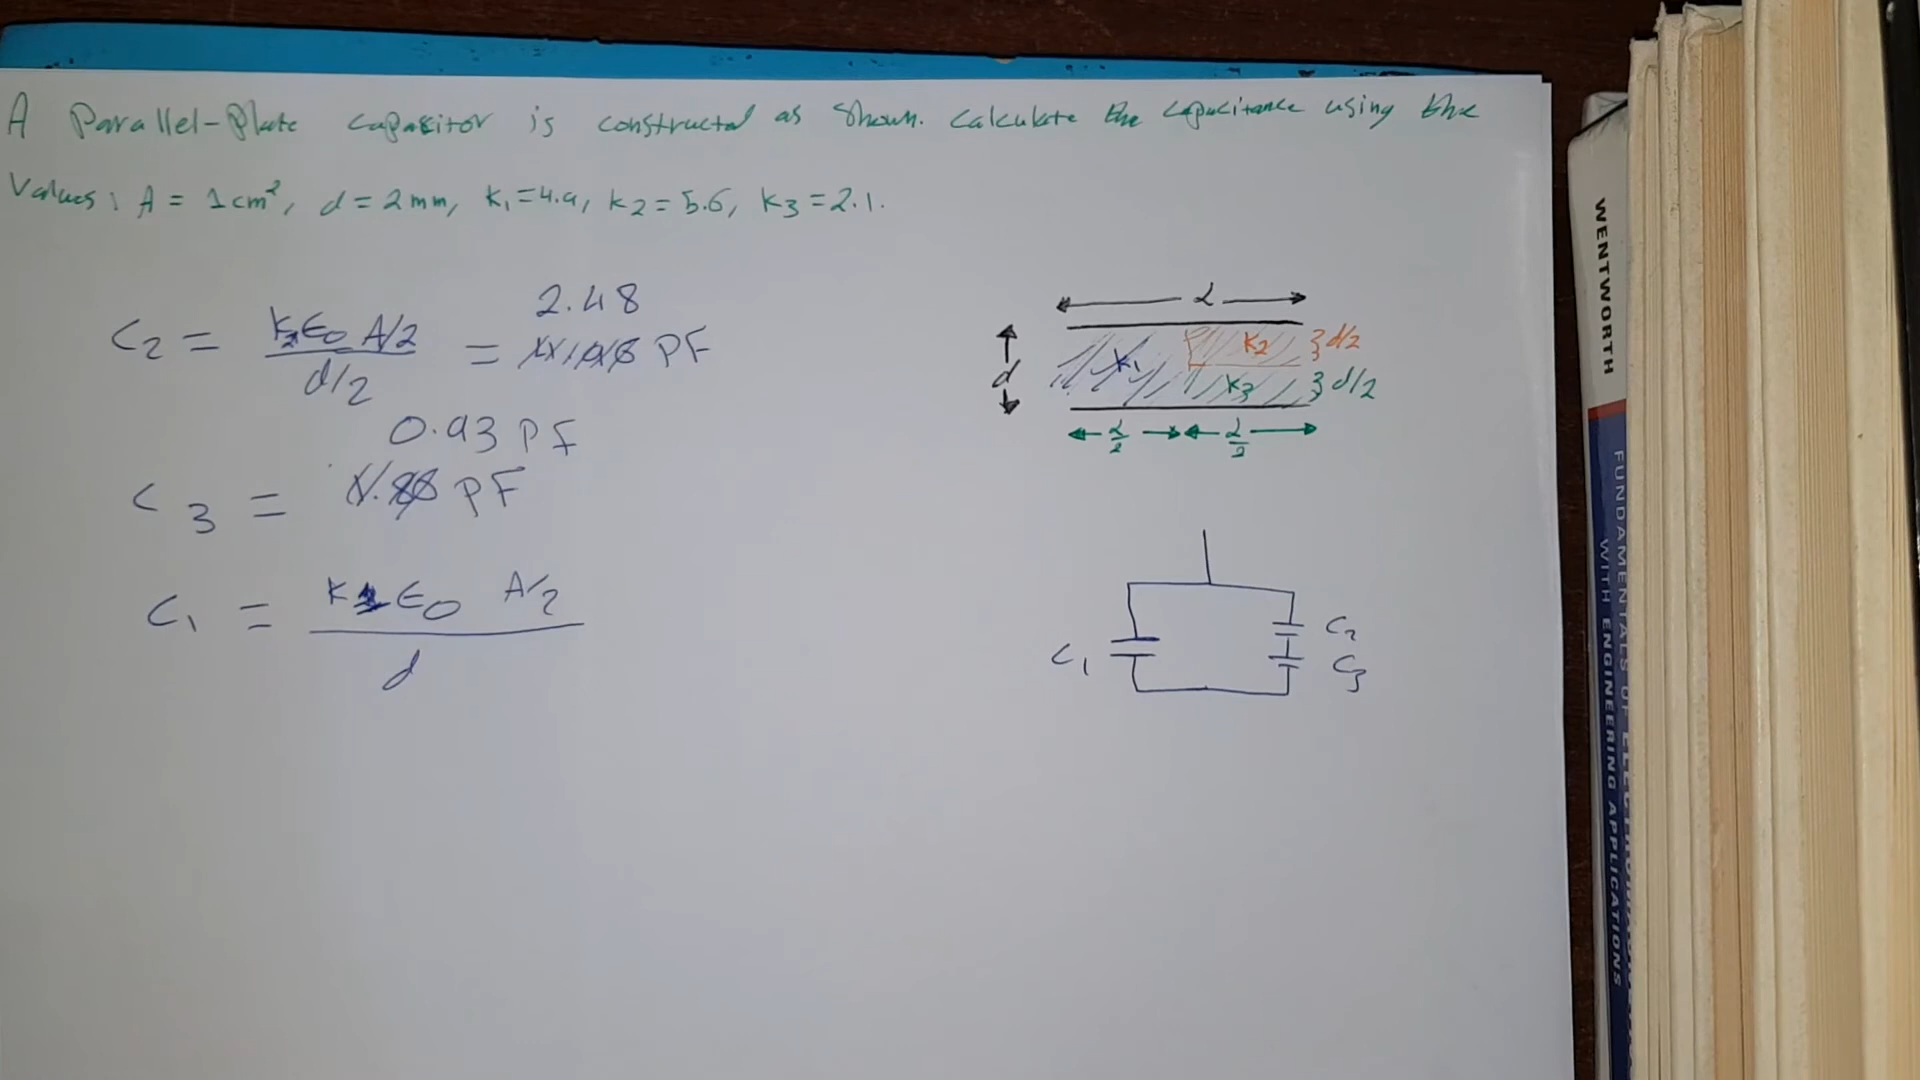 A Parallel-Plate capacitor is constructed as shown. Calculate the capacitance using the
Values: A = 1cm², d = 2mm, K₁=4.9, K₂=5.6, K₃=2.1.
C₂ = K₂ϵ₀ A/2 / d/2 = 2.48 PF
0.93 PF
C₃ = 1.88 PF
C₁ = K₁ϵ₀ A/2 / d
L
d
K₁
K₂
K₃
d/2
d/2
L/2
L/2
C₁
C₂
C₃
WENTWORTH
FUNDAMENTALS OF
WITH ENGINEERING APPLICATIONS